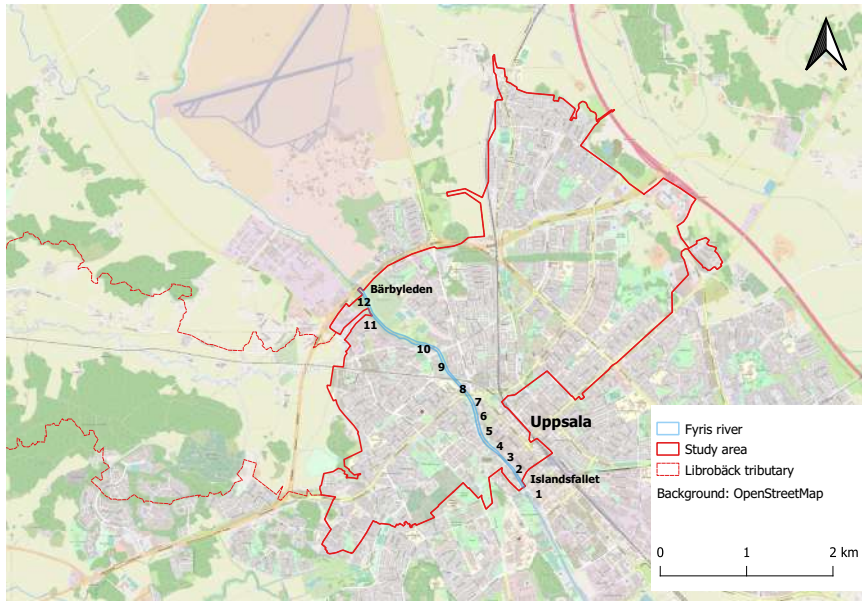 Bärbyleden
12
11
10
9
8
7
6
5
4
3
2
1
Uppsala
Islandsfallet
Fyris river
Study area
Librobäck tributary
Background: OpenStreetMap
0 1 2 km